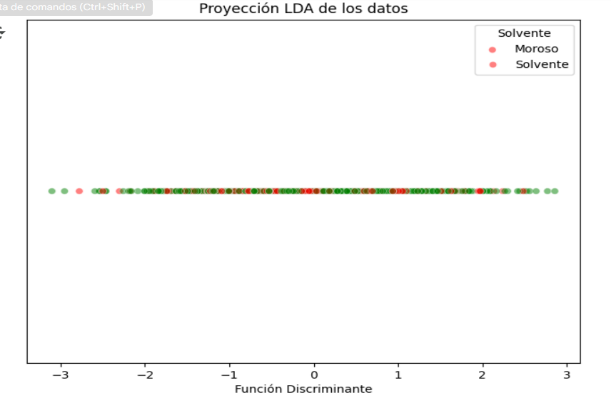 ta de comandos (Ctrl+Shift+P)
Proyección LDA de los datos
Solvente
Moroso
Solvente
−3 −2 −1 0 1 2 3
Función Discriminante